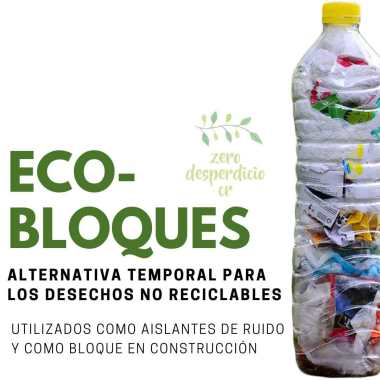 zero
desperdicio
cr
ECO-
BLOQUES
ALTERNATIVA TEMPORAL PARA
LOS DESECHOS NO RECICLABLES
UTILIZADOS COMO AISLANTES DE RUIDO
Y COMO BLOQUE EN CONSTRUCCIÓN